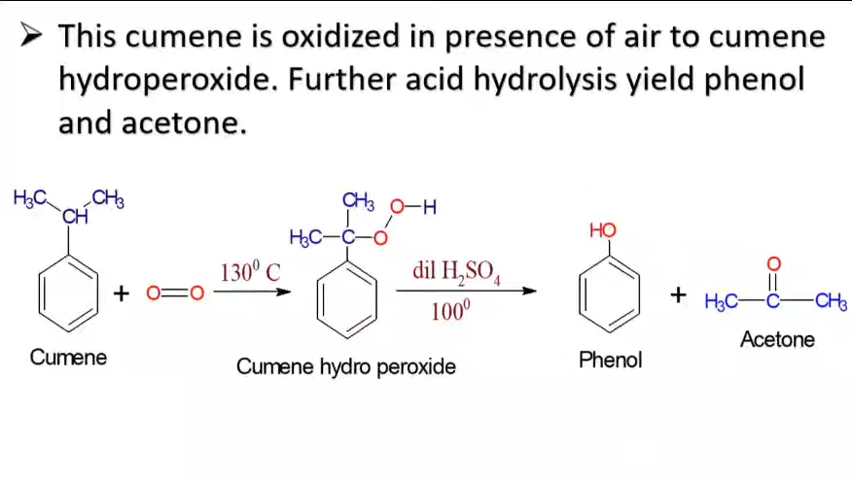 ➢ This cumene is oxidized in presence of air to cumene
hydroperoxide. Further acid hydrolysis yield phenol
and acetone.
H₃C CH₃
CH
+ O=O
130⁰ C
Cumene
CH₃ O–H
H₃C–C–O
dil H₂SO₄
100⁰
Cumene hydro peroxide
HO
Phenol
+
O
H₃C–C–CH₃
Acetone